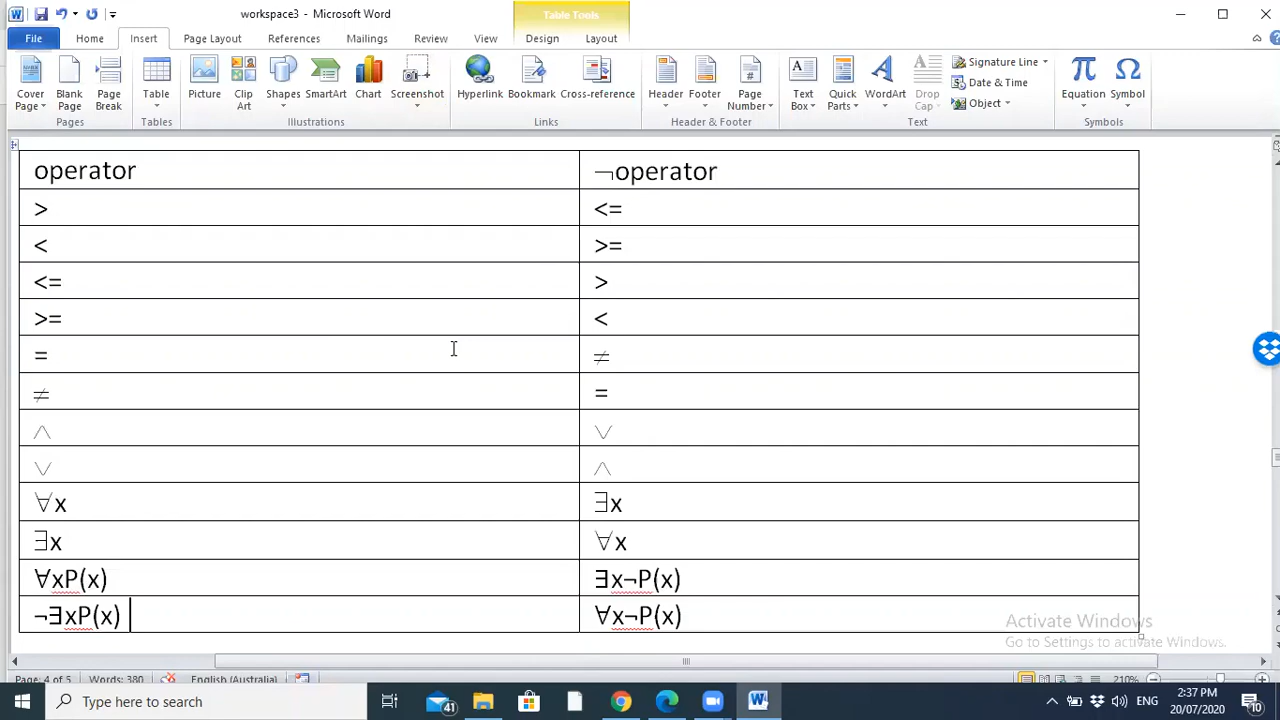 workspace3 - Microsoft Word
Table Tools
File Home Insert Page Layout References Mailings Review View Design Layout
Cover Page Blank Page Page Break Table Picture Clip Art Shapes SmartArt Chart Screenshot Hyperlink Bookmark Cross-reference Header Footer Page Number Text Box Quick Parts WordArt Drop Cap Signature Line Date & Time Object Equation Symbol
Pages Tables Illustrations Links Header & Footer Text Symbols
operator ¬operator
> <=
< >=
<= >
>= <
= ≠
≠ =
∧ ∨
∨ ∧
∀x ∃x
∃x ∀x
∀xP(x) ∃x¬P(x)
¬∃xP(x) ∀x¬P(x)
Activate Windows
Go to Settings to activate Windows.
Page: 4 of 5 Words: 380 English (Australia) 210%
Type here to search 41 ENG 2:37 PM
20/07/2020 10